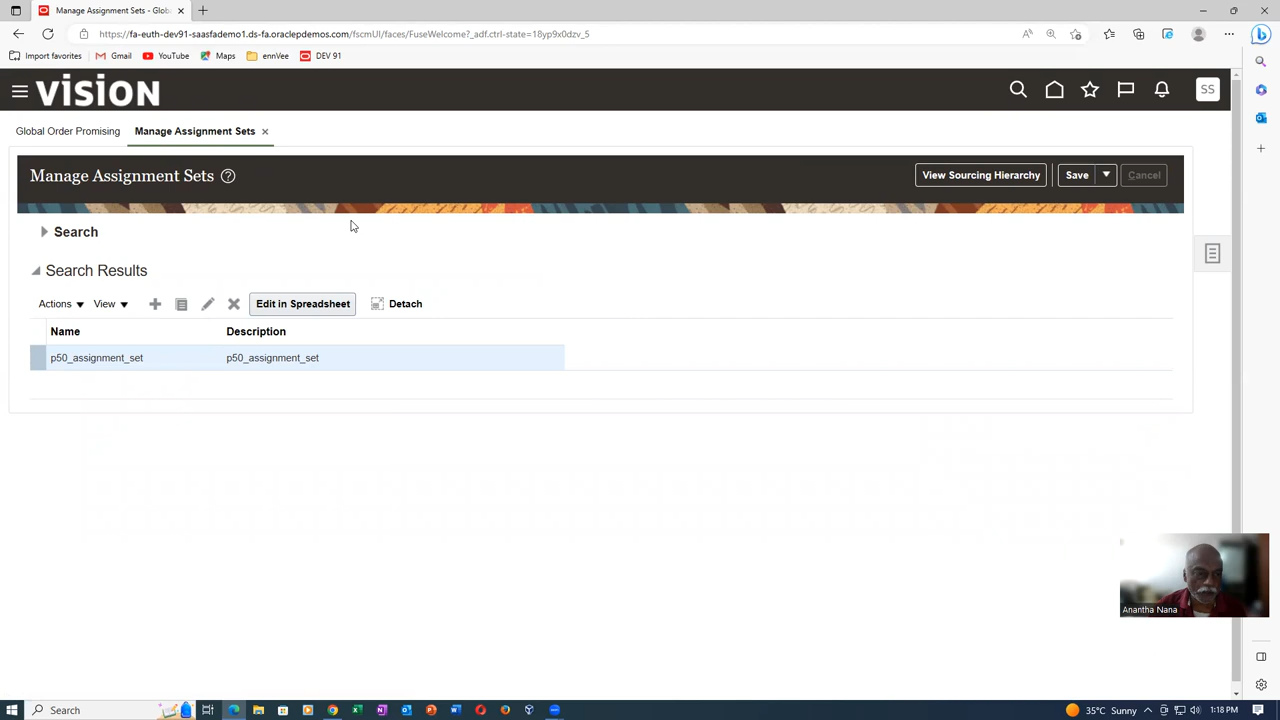 Manage Assignment Sets - Glob
https://fa-euth-dev91-saasfademo1.ds-fa.oraclepdemos.com/fscmUI/faces/FuseWelcome?_adf.ctrl-state=18yp9x0dzv_5
Import favorites Gmail YouTube Maps ennVee DEV 91
vision
SS
Global Order Promising Manage Assignment Sets
Manage Assignment Sets
View Sourcing Hierarchy Save Cancel
Search
Search Results
Actions View Edit in Spreadsheet Detach
Name Description
p50_assignment_set p50_assignment_set
Anantha Nana
Search 35°C Sunny 1:18 PM